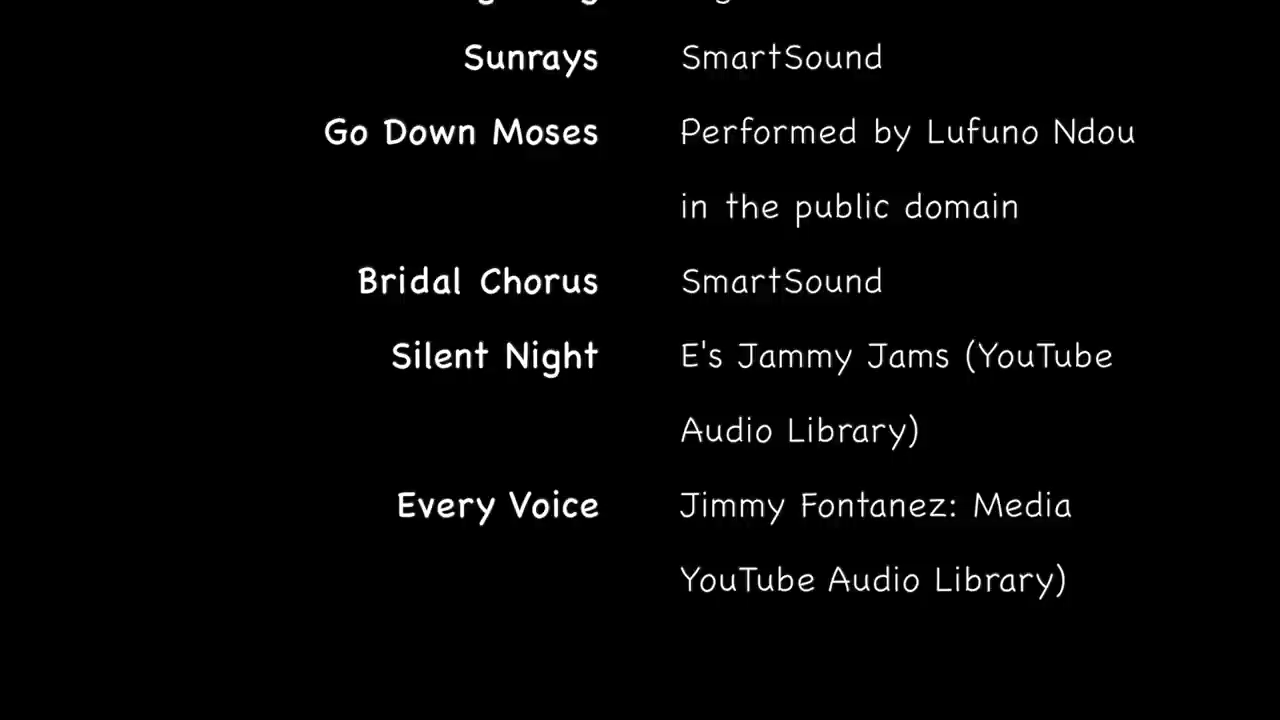 Sunrays SmartSound
Go Down Moses Performed by Lufuno Ndou
in the public domain
Bridal Chorus SmartSound
Silent Night E's Jammy Jams (YouTube
Audio Library)
Every Voice Jimmy Fontanez: Media
YouTube Audio Library)